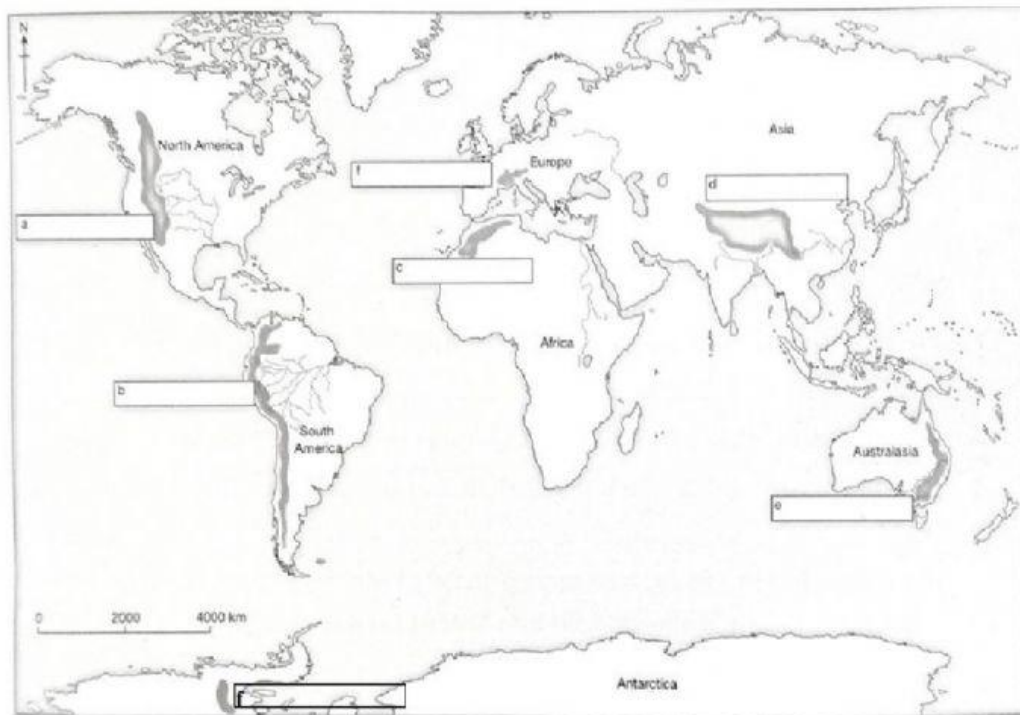 N
North America
Asia
f
Europe
d
a
c
Africa
b
South
America
Australasia
e
0 2000 4000 km
f
Antarctica